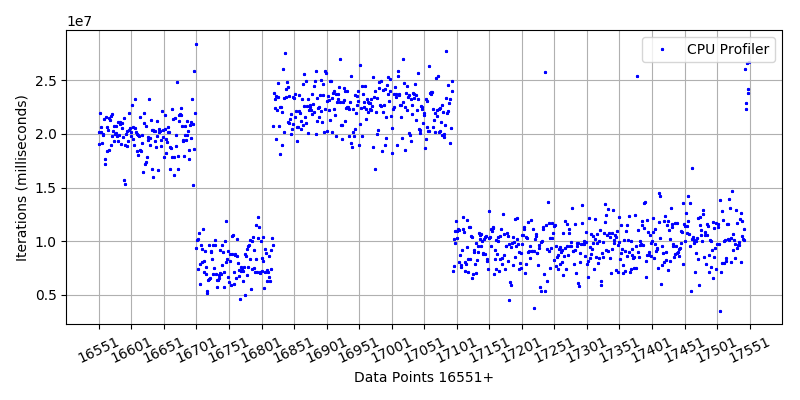 1e7
CPU Profiler
2.5
2.0
1.5
1.0
0.5
Iterations (milliseconds)
16551 16601 16651 16701 16751 16801 16851 16901 16951 17001 17051 17101 17151 17201 17251 17301 17351 17401 17451 17501 17551
Data Points 16551+